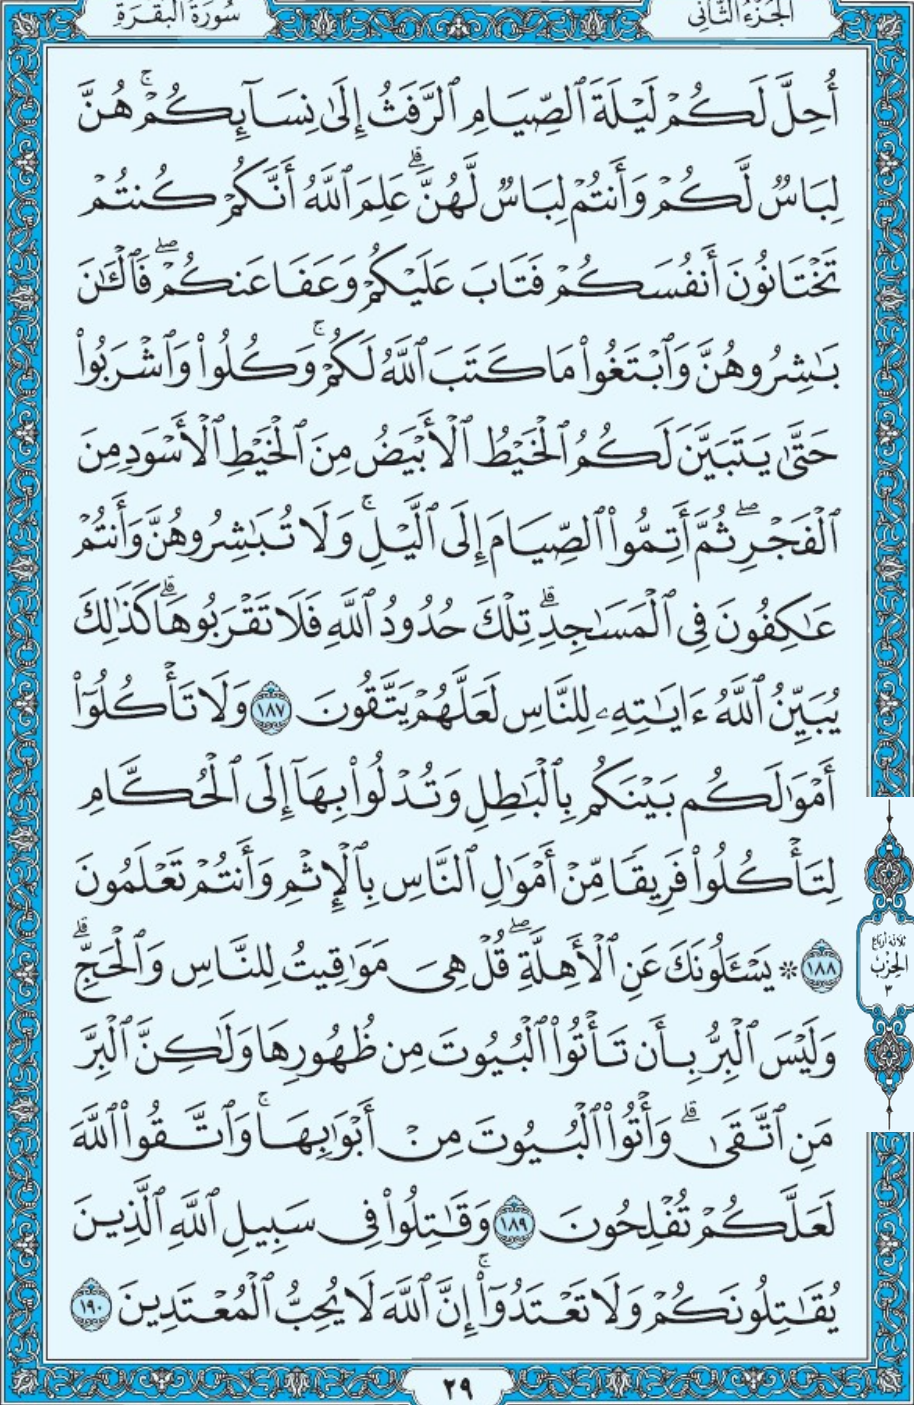 الجزء الثاني
سورة البقرة
أُحِلَّ لَكُمْ لَيْلَةَ ٱلصِّيَامِ ٱلرَّفَثُ إِلَىٰ نِسَآئِكُمْۚ هُنَّ
لِبَاسٌ لَّكُمْ وَأَنتُمْ لِبَاسٌ لَّهُنَّۗ عَلِمَ ٱللَّهُ أَنَّكُمْ كُنتُمْ
تَخْتَانُونَ أَنفُسَكُمْ فَتَابَ عَلَيْكُمْ وَعَفَا عَنكُمْۖ فَٱلْـَٰٔنَ
بَـٰشِرُوهُنَّ وَٱبْتَغُوا۟ مَا كَتَبَ ٱللَّهُ لَكُمْۚ وَكُلُوا۟ وَٱشْرَبُوا۟
حَتَّىٰ يَتَبَيَّنَ لَكُمُ ٱلْخَيْطُ ٱلْأَبْيَضُ مِنَ ٱلْخَيْطِ ٱلْأَسْوَدِ مِنَ
ٱلْفَجْرِۖ ثُمَّ أَتِمُّوا۟ ٱلصِّيَامَ إِلَى ٱلَّيْلِۚ وَلَا تُبَـٰشِرُوهُنَّ وَأَنتُمْ
عَـٰكِفُونَ فِى ٱلْمَسَـٰجِدِۗ تِلْكَ حُدُودُ ٱللَّهِ فَلَا تَقْرَبُوهَاۗ كَذَٰلِكَ
يُبَيِّنُ ٱللَّهُ ءَايَـٰتِهِۦ لِلنَّاسِ لَعَلَّهُمْ يَتَّقُونَ ١٨٧ وَلَا تَأْكُلُوٓا۟
أَمْوَٰلَكُم بَيْنَكُم بِٱلْبَـٰطِلِ وَتُدْلُوا۟ بِهَآ إِلَى ٱلْحُكَّامِ
لِتَأْكُلُوا۟ فَرِيقًا مِّنْ أَمْوَٰلِ ٱلنَّاسِ بِٱلْإِثْمِ وَأَنتُمْ تَعْلَمُونَ
١٨٨ ۞ يَسْـَٔلُونَكَ عَنِ ٱلْأَهِلَّةِۖ قُلْ هِىَ مَوَٰقِيتُ لِلنَّاسِ وَٱلْحَجِّۗ
وَلَيْسَ ٱلْبِرُّ بِأَن تَأْتُوا۟ ٱلْبُيُوتَ مِن ظُهُورِهَا وَلَـٰكِنَّ ٱلْبِرَّ
مَنِ ٱتَّقَىٰۗ وَأْتُوا۟ ٱلْبُيُوتَ مِنْ أَبْوَٰبِهَاۚ وَٱتَّقُوا۟ ٱللَّهَ
لَعَلَّكُمْ تُفْلِحُونَ ١٨٩ وَقَـٰتِلُوا۟ فِى سَبِيلِ ٱللَّهِ ٱلَّذِينَ
يُقَـٰتِلُونَكُمْ وَلَا تَعْتَدُوٓا۟ۚ إِنَّ ٱللَّهَ لَا يُحِبُّ ٱلْمُعْتَدِينَ ١٩٠
ثلاثة أرباع
الحزب
٣
٢٩